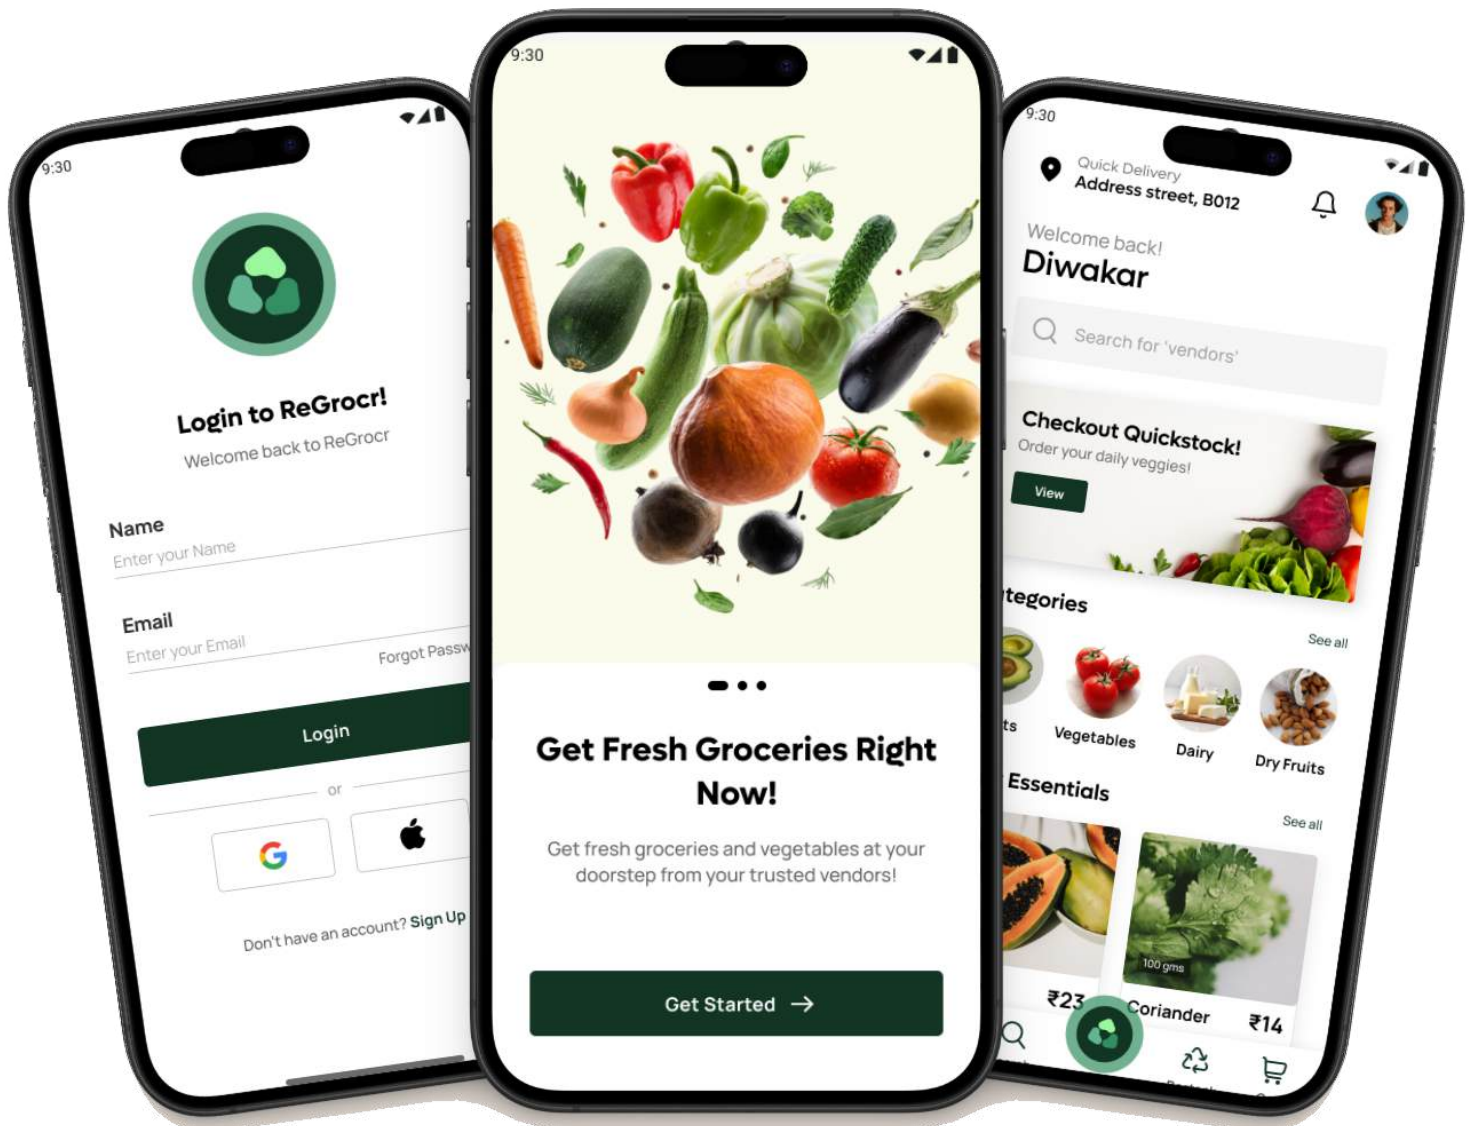 9:30
Login to ReGrocr!
Welcome back to ReGrocr
Name
Enter your Name
Email
Enter your Email
Forgot
Login
or
Don't have an account? Sign Up
9:30
Get Fresh Groceries Right
Now!
Get fresh groceries and vegetables at your
doorstep from your trusted vendors!
Get Started →
9:30
Quick Delivery
Address street, B012
Welcome back!
Diwakar
Search for 'vendors'
Checkout Quickstock!
Order your daily veggies!
View
tegories
See all
ts
Vegetables
Dairy
Dry Fruits
Essentials
See all
100 gms
₹23
Coriander
₹14